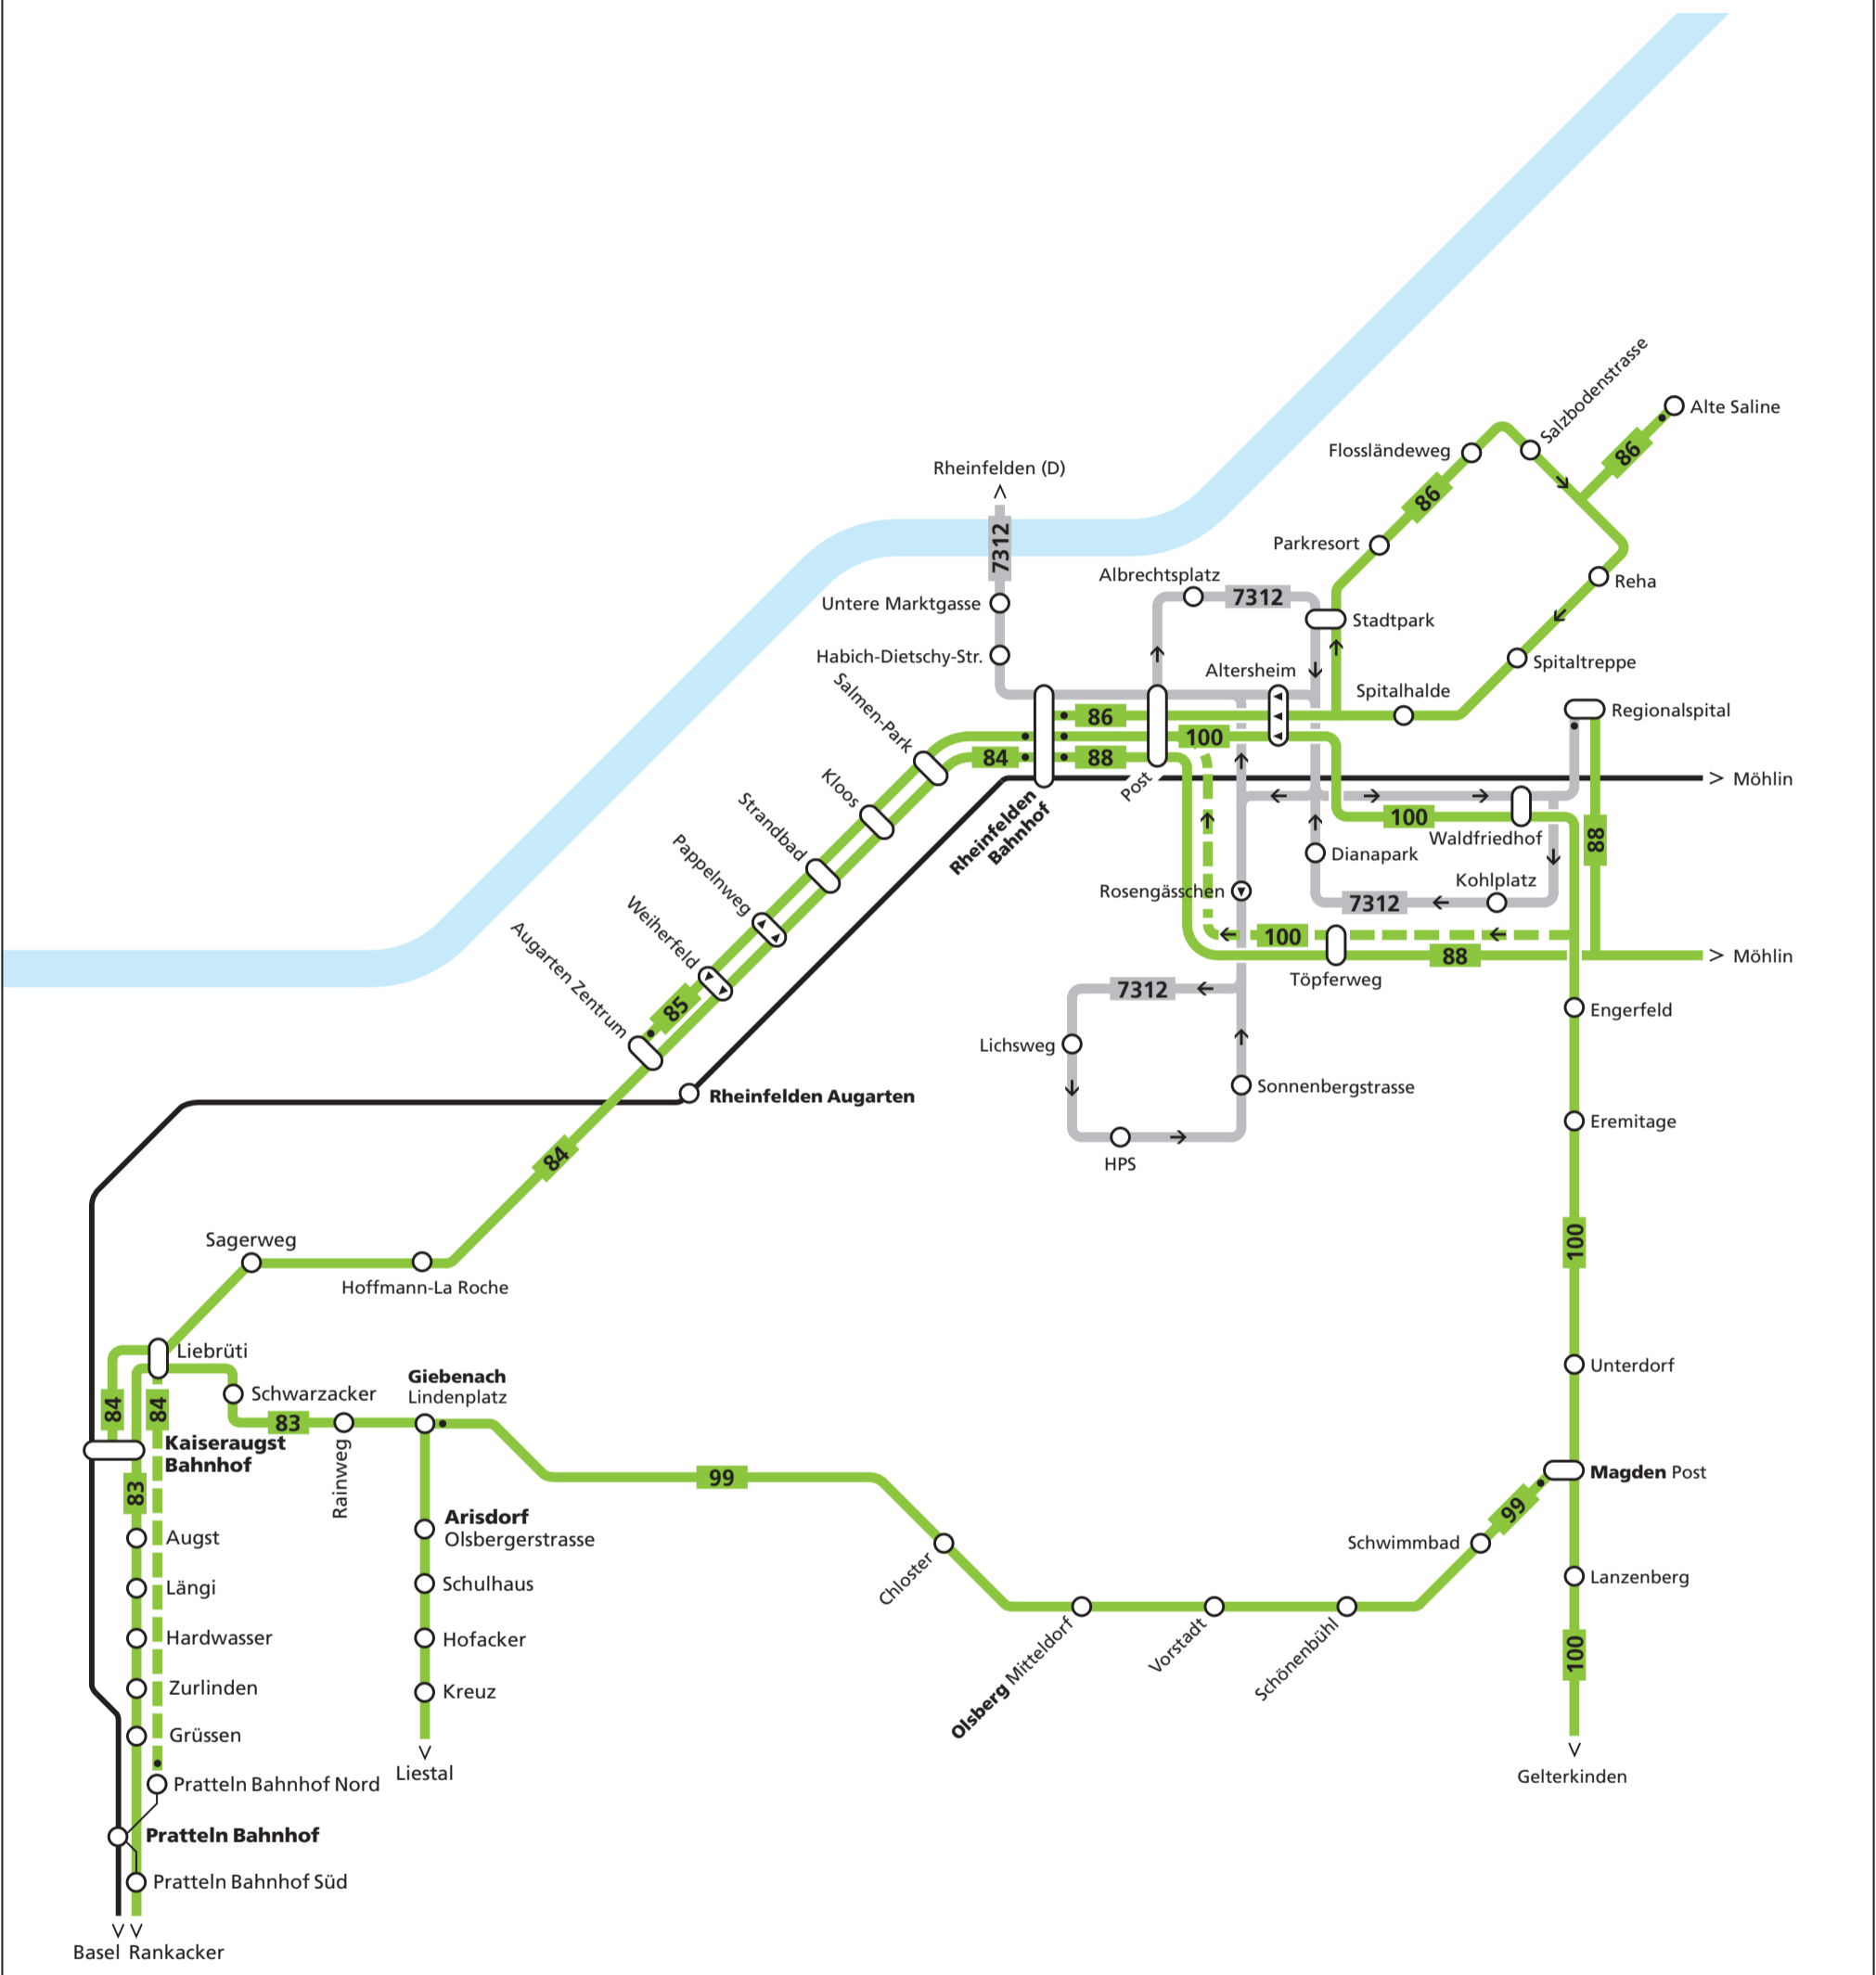 Salzbodenstrasse
Alte Saline
86
Flossländeweg
86
Rheinfelden (D)
7312
Parkresort
Albrechtsplatz
7312
Reha
Untere Marktgasse
Stadtpark
Habich-Dietschy-Str.
Altersheim
Spitaltreppe
Spitalhalde
Regionalspital
Salmen-Park
86
100
84
88
Möhlin
Kloos
Post
Strandbad
Rheinfelden
Bahnhof
100
Waldfriedhof
88
Pappelnweg
Dianapark
Kohlplatz
Rosengässchen
7312
Weiherfeld
100
88
Möhlin
Augarten Zentrum
85
Töpferweg
7312
Engerfeld
Lichsweg
Sonnenbergstrasse
Rheinfelden Augarten
Eremitage
84
HPS
Sagerweg
100
Hoffmann-La Roche
Liebrüti
Unterdorf
Schwarzacker
Giebenach
Lindenplatz
84
84
83
Kaiseraugst
Bahnhof
Rainweg
99
Magden Post
83
99
Arisdorf
Olsbergerstrasse
Augst
Schwimmbad
Chloster
Längi
Schulhaus
Lanzenberg
Hardwasser
Hofacker
Olsberg Mitteldorf
Vorstadt
Schönenbühl
100
Zurlinden
Kreuz
Grüssen
Liestal
Gelterkinden
Pratteln Bahnhof Nord
Pratteln Bahnhof
Pratteln Bahnhof Süd
Basel Rankacker